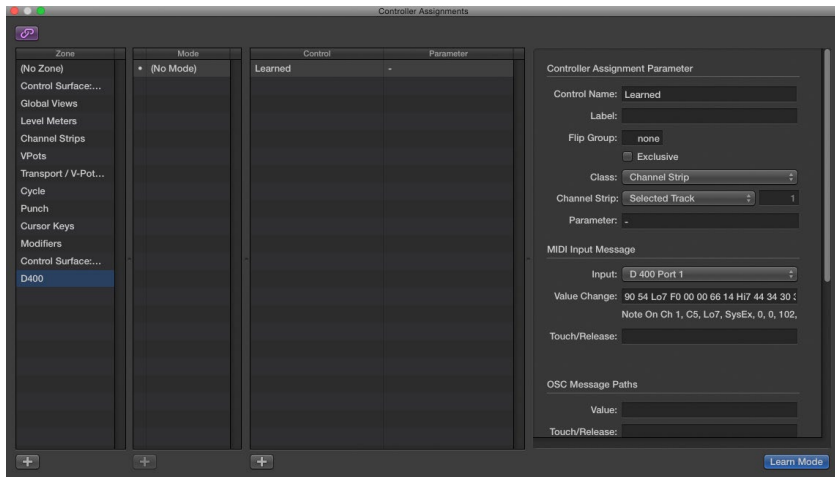 Controller Assignments
Zone
(No Zone)
Control Surface:...
Global Views
Level Meters
Channel Strips
VPots
Transport / V-Pot...
Cycle
Punch
Cursor Keys
Modifiers
Control Surface:...
D400
Mode
• (No Mode)
Control Parameter
Learned -
Controller Assignment Parameter
Control Name: Learned
Label:
Flip Group: none
Exclusive
Class: Channel Strip
Channel Strip: Selected Track 1
Parameter: -
MIDI Input Message
Input: D 400 Port 1
Value Change: 90 54 Lo7 F0 00 00 66 14 Hi7 44 34 30
Note On Ch 1, C5, Lo7, SysEx, 0, 0, 102,
Touch/Release:
OSC Message Paths
Value:
Touch/Release:
Learn Mode